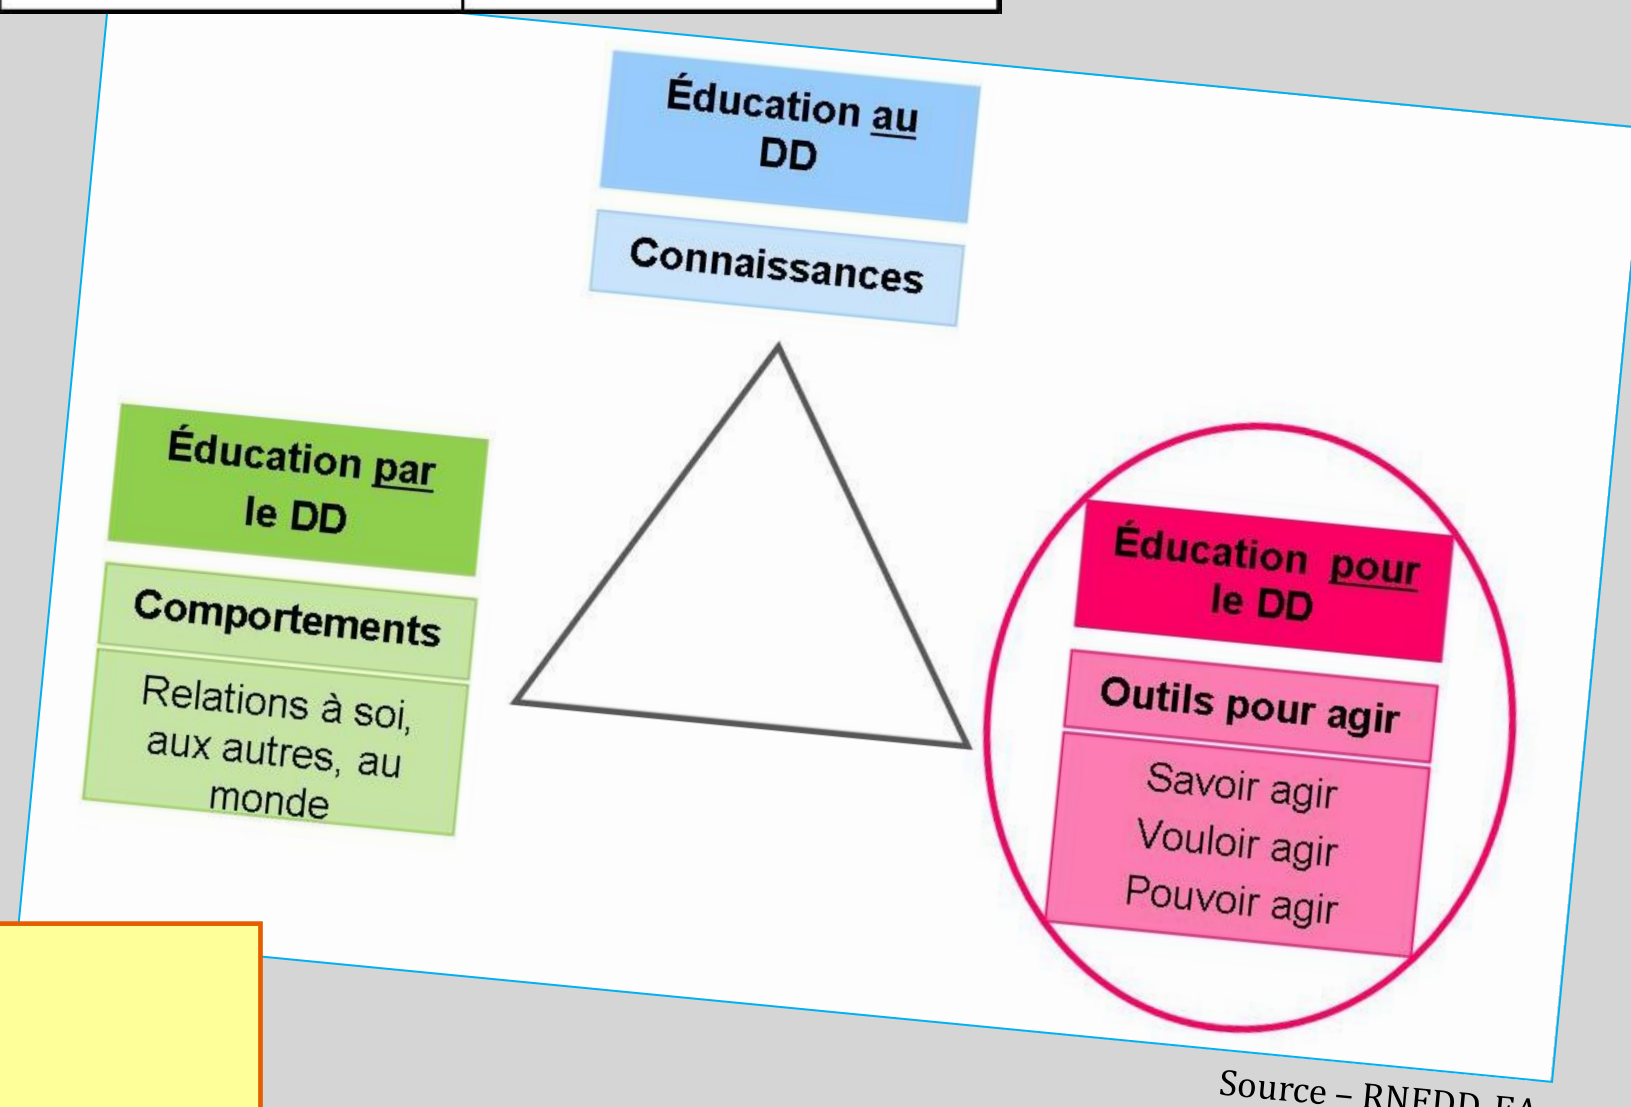 Éducation au
DD
Connaissances
Éducation par
le DD
Comportements
Relations à soi,
aux autres, au
monde
Éducation pour
le DD
Outils pour agir
Savoir agir
Vouloir agir
Pouvoir agir
Source –